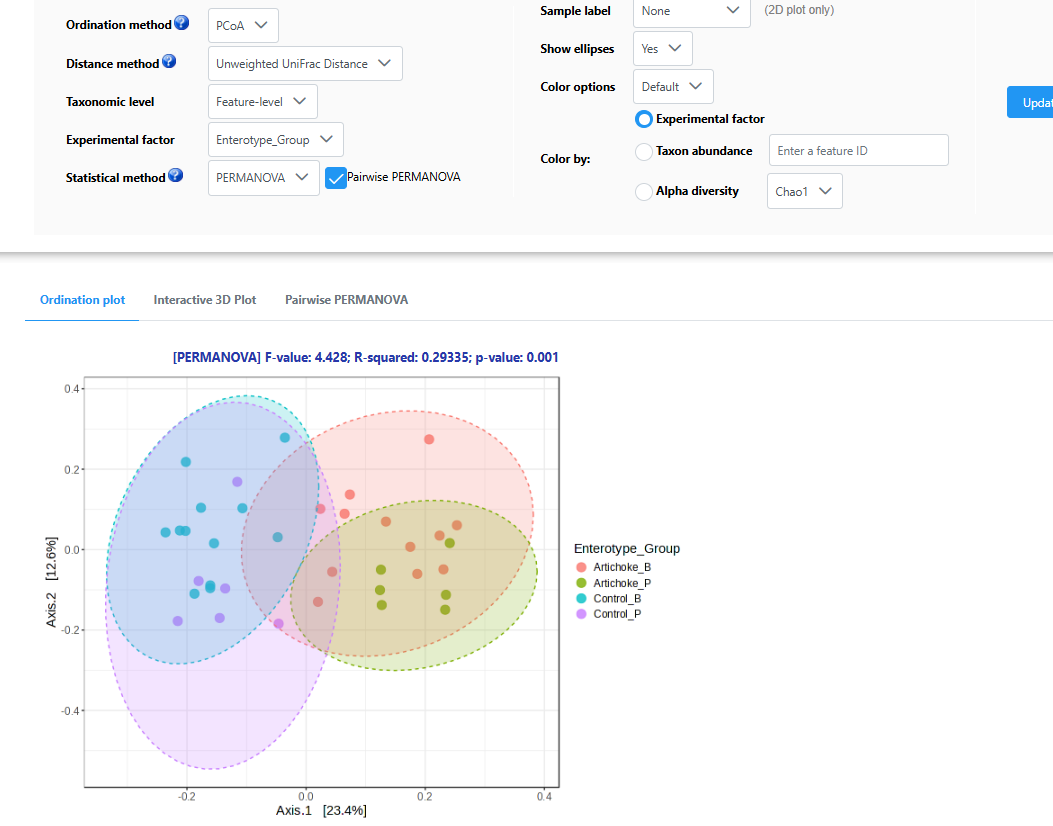 Ordination method ? PCoA
Distance method ? Unweighted UniFrac Distance
Taxonomic level Feature-level
Experimental factor Enterotype_Group
Statistical method ? PERMANOVA Pairwise PERMANOVA
Sample label None (2D plot only)
Show ellipses Yes
Color options Default
Color by:
Experimental factor
Taxon abundance Enter a feature ID
Alpha diversity Chao1
Updat
Ordination plot Interactive 3D Plot Pairwise PERMANOVA
[PERMANOVA] F-value: 4.428; R-squared: 0.29335; p-value: 0.001
0.4
0.2
0.0
-0.2
-0.4
Axis.2 [12.6%]
-0.2 0.0 0.2 0.4
Axis.1 [23.4%]
Enterotype_Group
Artichoke_B
Artichoke_P
Control_B
Control_P